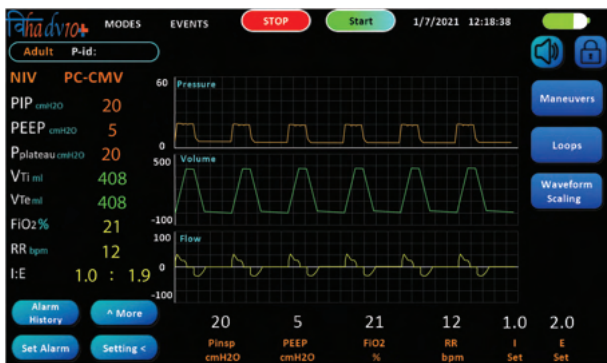 Vibhadv10+ MODES EVENTS STOP Start 1/7/2021 12:18:38
Adult P-id:
NIV PC-CMV
PIP cmH2O 20
PEEP cmH2O 5
Pplateau cmH2O 20
VTi ml 408
VTe ml 408
FiO2% 21
RR bpm 12
I:E 1.0 : 1.9
Alarm History
^ More
Set Alarm
Setting <
60 Pressure
0
500 Volume
-100
100 Flow
0
-100
Maneuvers
Loops
Waveform Scaling
20 5 21 12 1.0 2.0
Pinsp PEEP FiO2 RR I E
cmH2O cmH2O % bpm Set Set